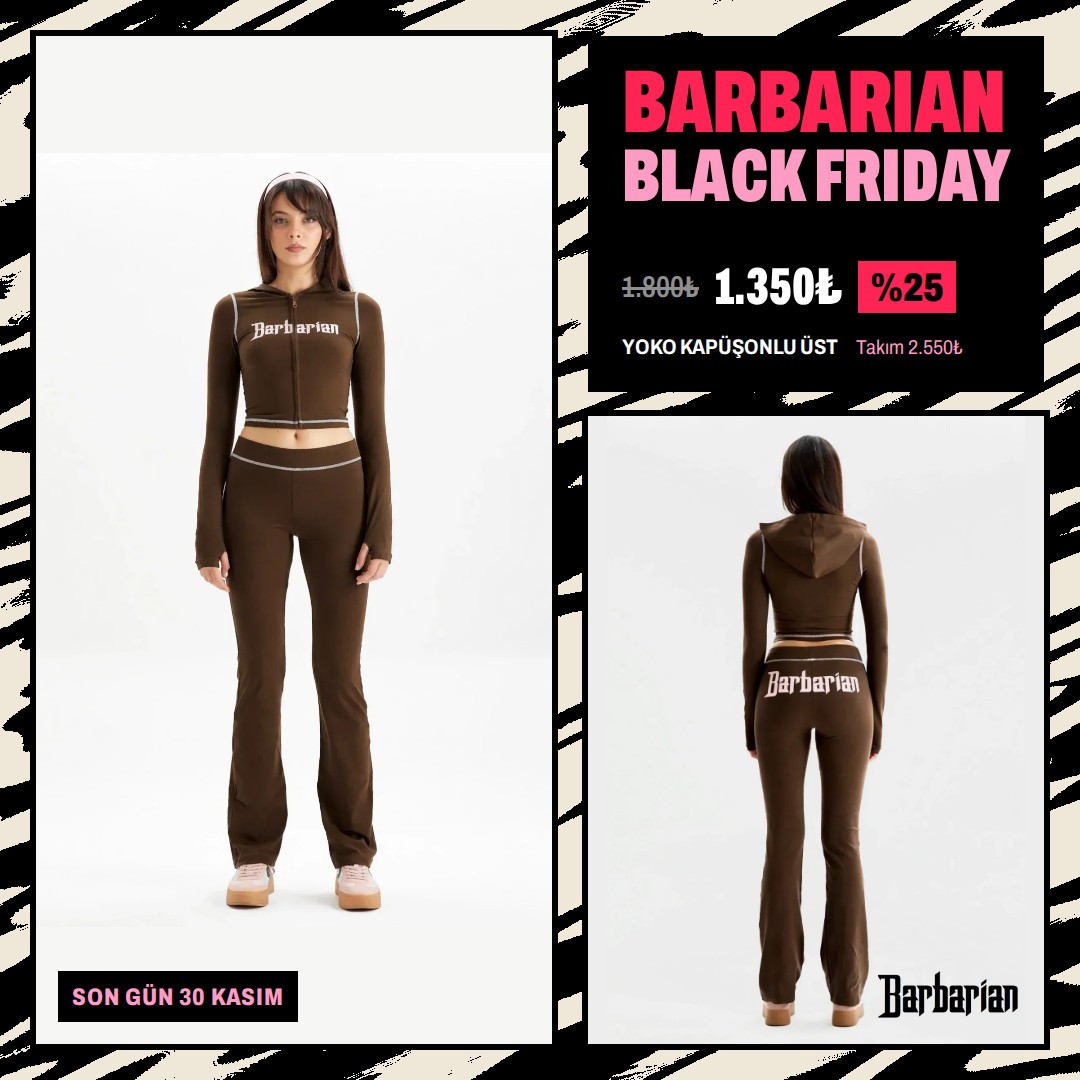 BARBARIAN
BLACK FRIDAY
1.800₺ 1.350₺ %25
YOKO KAPÜŞONLU ÜST Takım 2.550₺
Barbarian
Barbarian
SON GÜN 30 KASIM
Barbarian